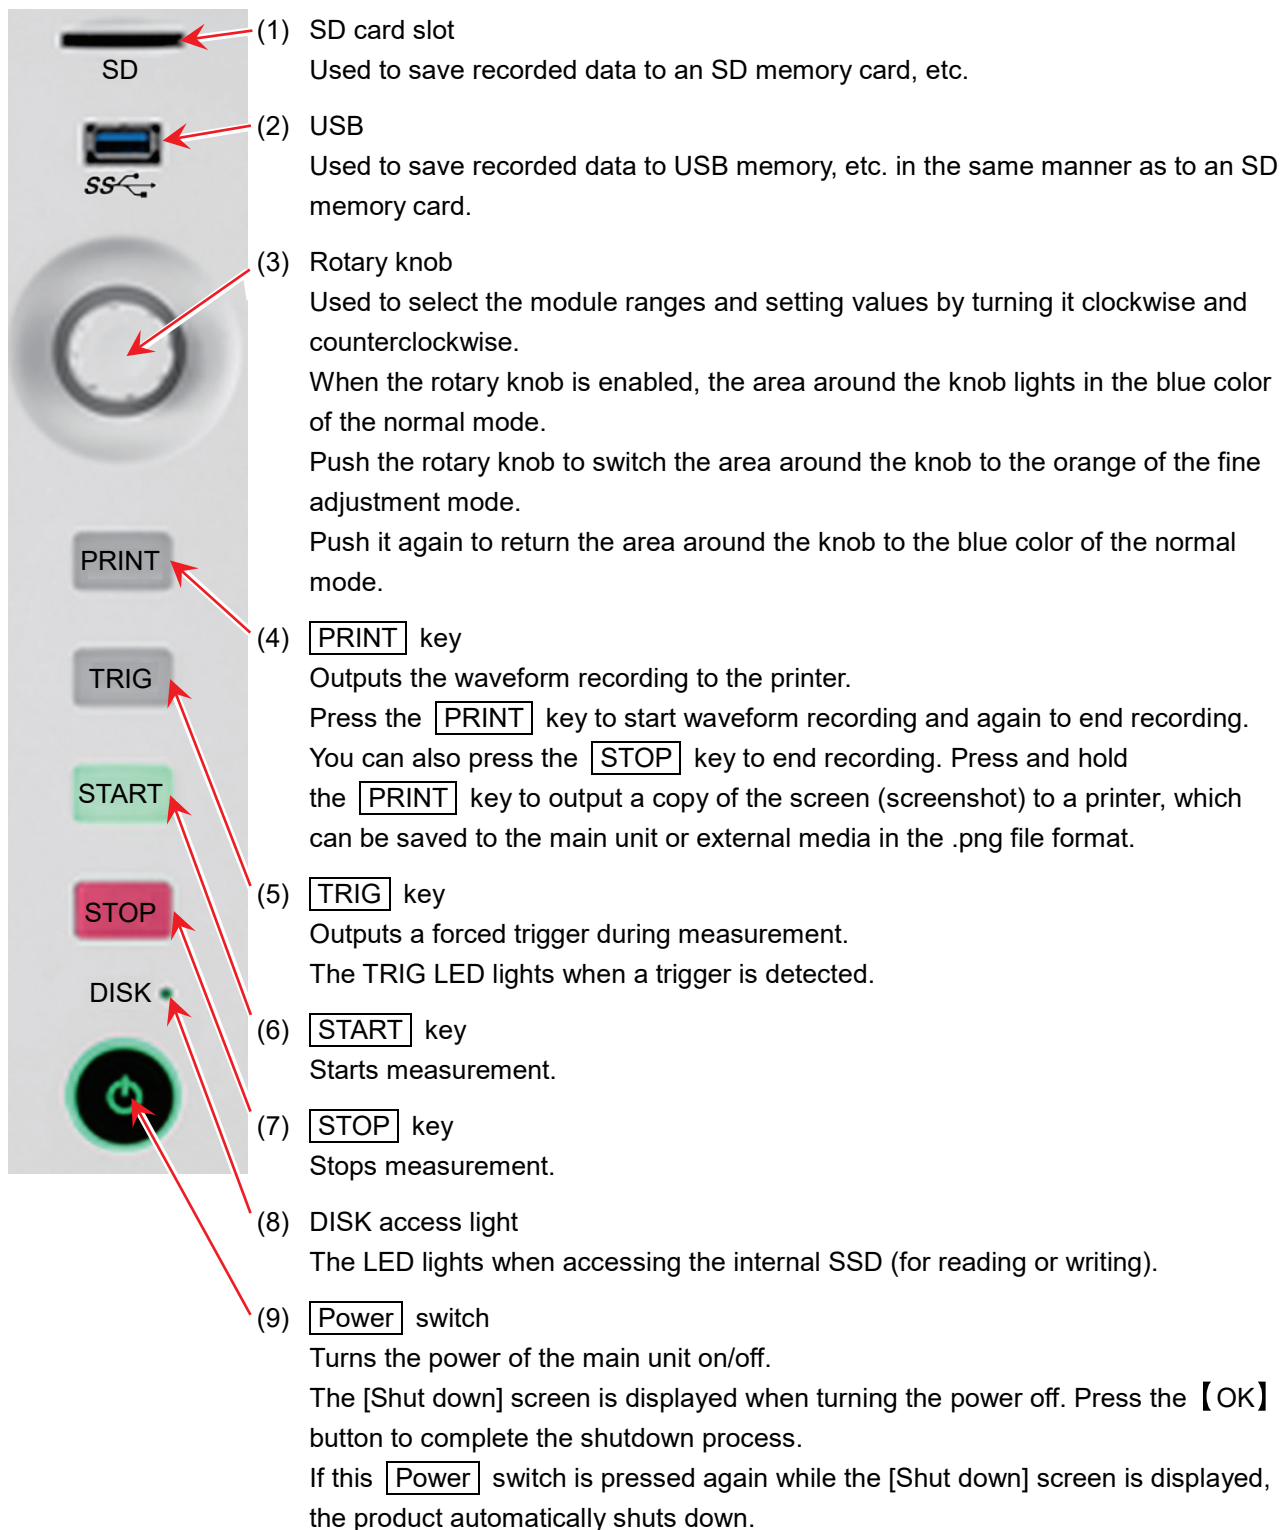 (1) SD card slot
SD
Used to save recorded data to an SD memory card, etc.
(2) USB
Used to save recorded data to USB memory, etc. in the same manner as to an SD
SS
memory card.
(3) Rotary knob
Used to select the module ranges and setting values by turning it clockwise and
counterclockwise.
When the rotary knob is enabled, the area around the knob lights in the blue color
of the normal mode.
Push the rotary knob to switch the area around the knob to the orange of the fine
adjustment mode.
Push it again to return the area around the knob to the blue color of the normal
mode.
PRINT
(4) PRINT key
Outputs the waveform recording to the printer.
Press the PRINT key to start waveform recording and again to end recording.
You can also press the STOP key to end recording. Press and hold
the PRINT key to output a copy of the screen (screenshot) to a printer, which
can be saved to the main unit or external media in the .png file format.
TRIG
START
(5) TRIG key
Outputs a forced trigger during measurement.
The TRIG LED lights when a trigger is detected.
STOP
DISK
(6) START key
Starts measurement.
(7) STOP key
Stops measurement.
(8) DISK access light
The LED lights when accessing the internal SSD (for reading or writing).
(9) Power switch
Turns the power of the main unit on/off.
The [Shut down] screen is displayed when turning the power off. Press the【OK】
button to complete the shutdown process.
If this Power switch is pressed again while the [Shut down] screen is displayed,
the product automatically shuts down.